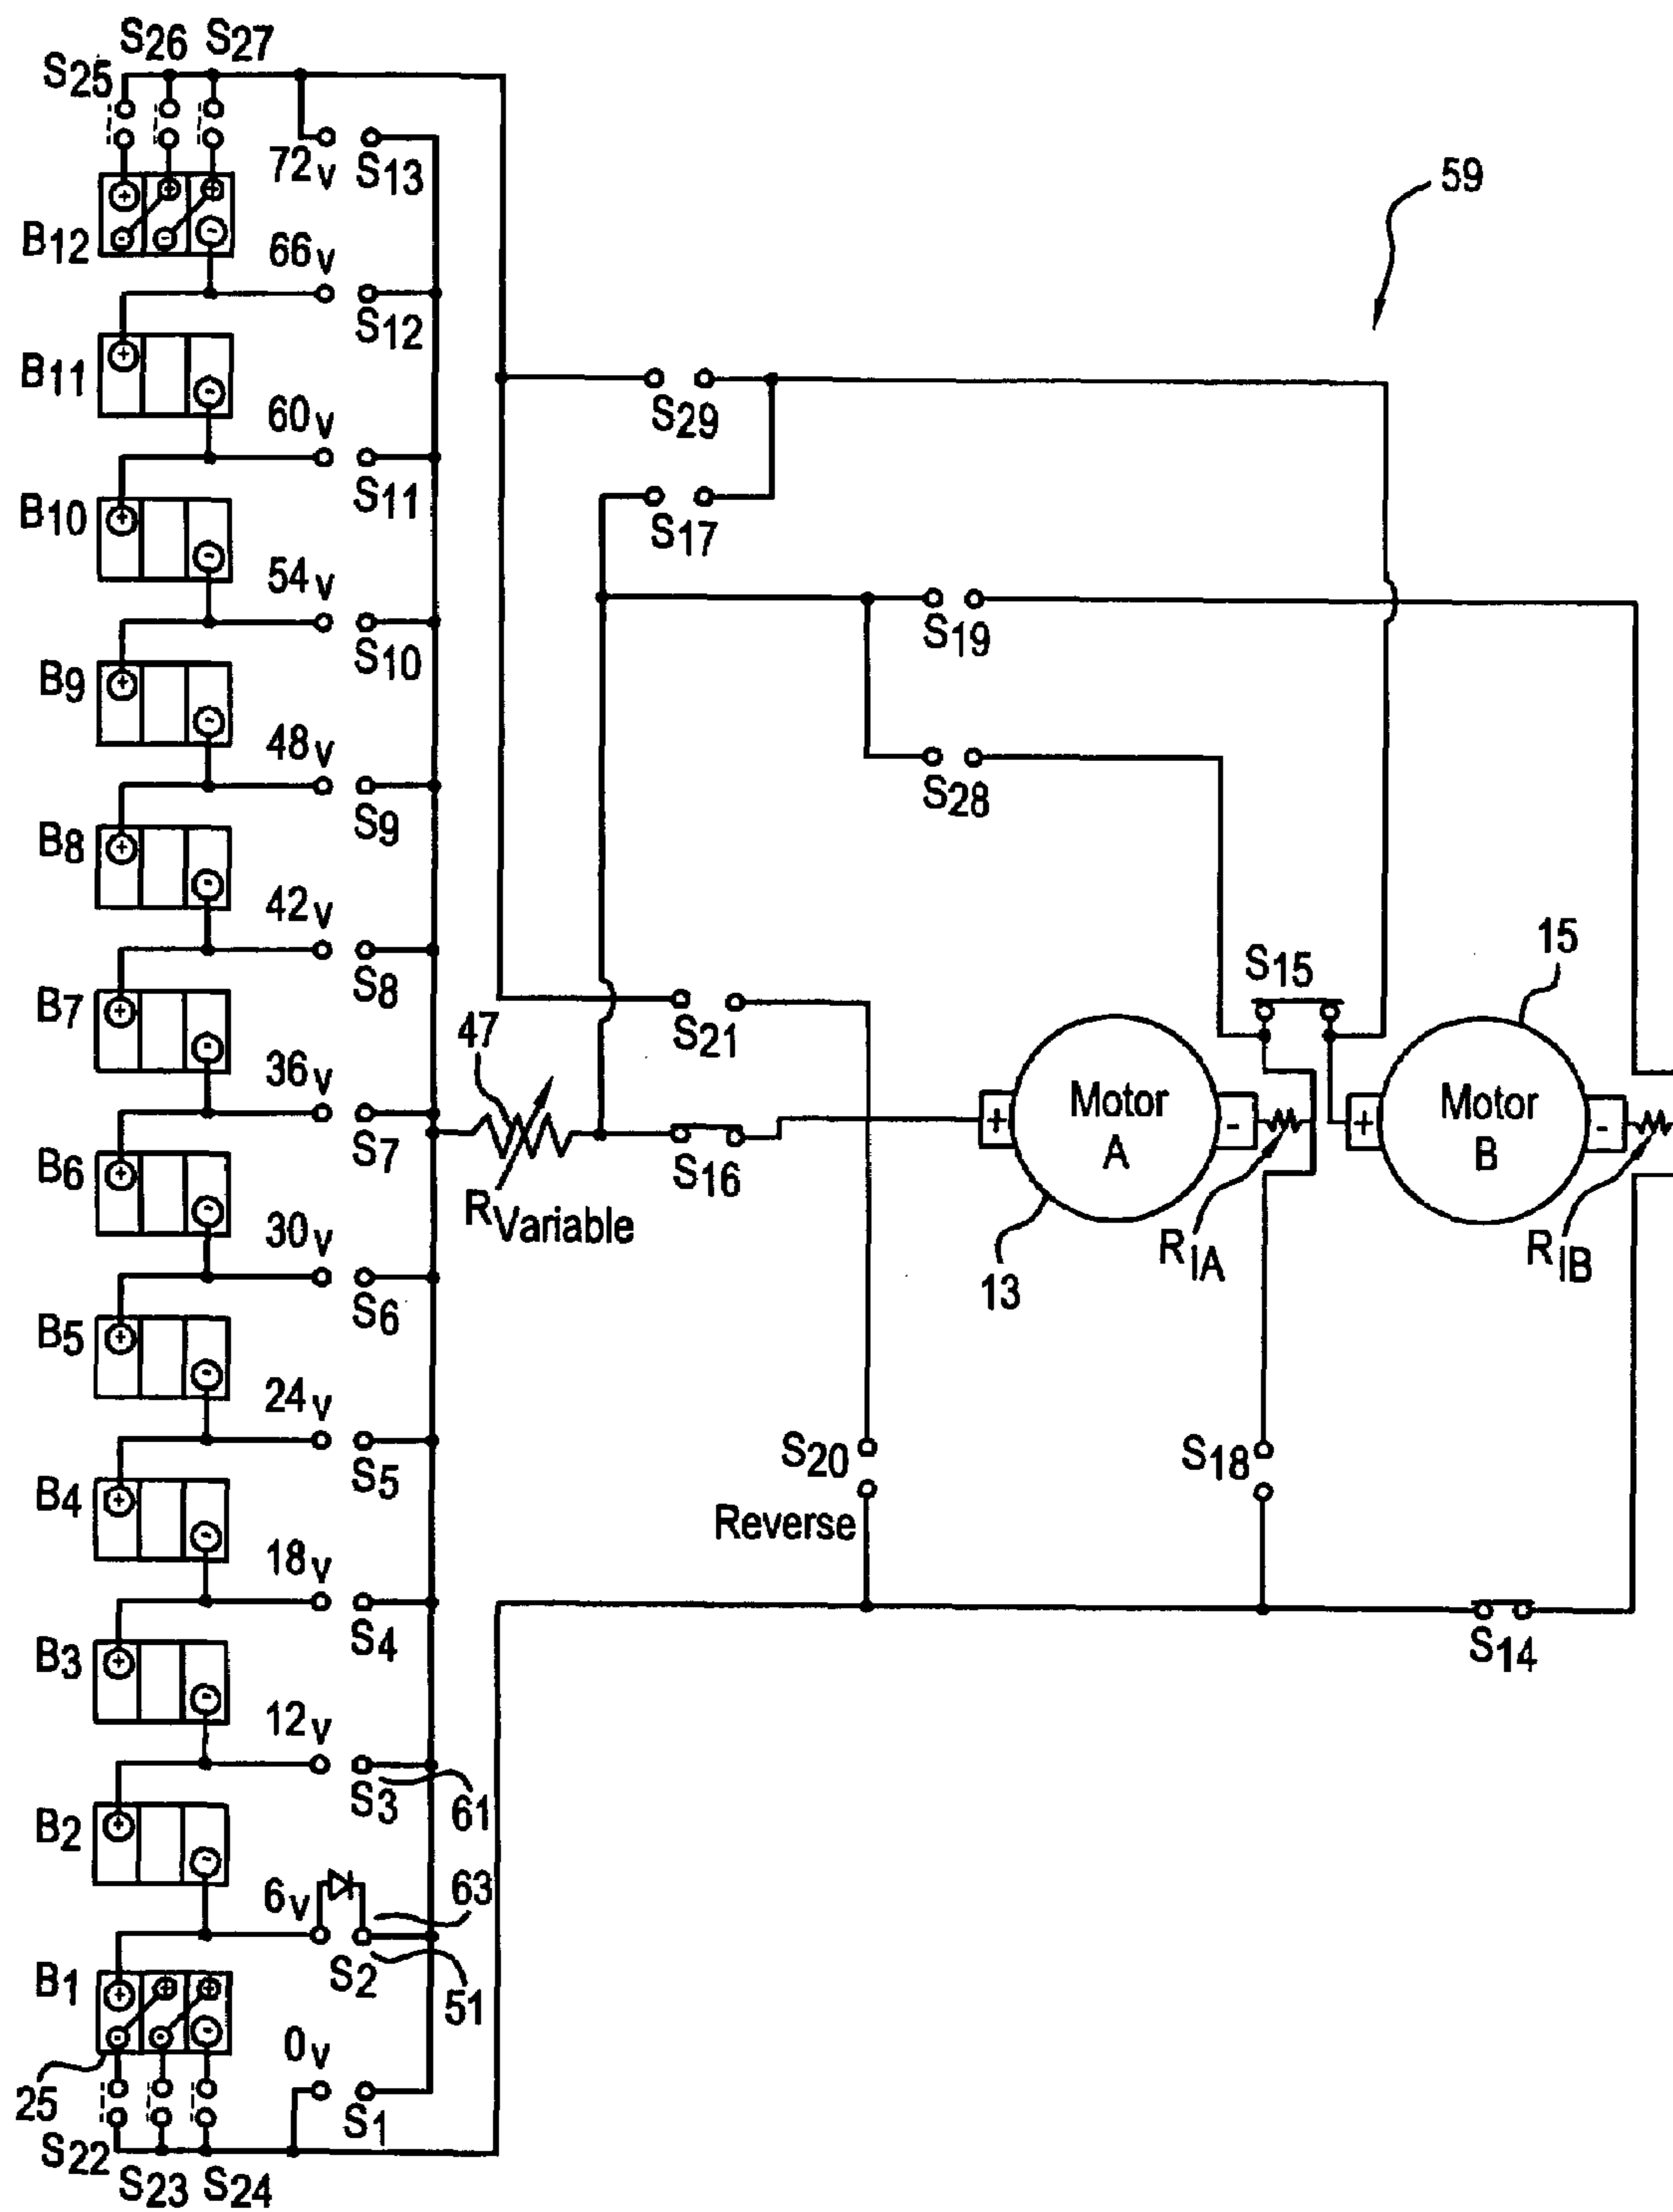 S26 S27
S25
72v S13
59
B12
66v
S12
B11
S29
60v
S11
S17
B10
54v
S10
S19
B9
48v
S9
S28
B8
42v
S8
S15
15
B7
47
S21
36v
S7
Motor
A
+
-
Motor
B
+
-
S16
RVariable
RIA
RIB
B6
13
30v
S6
B5
24v
S5
S20
S18
B4
Reverse
18v
S4
S14
B3
12v
S3
61
B2
6v
63
B1
S2
51
0v
25
S1
S22
S23
S24